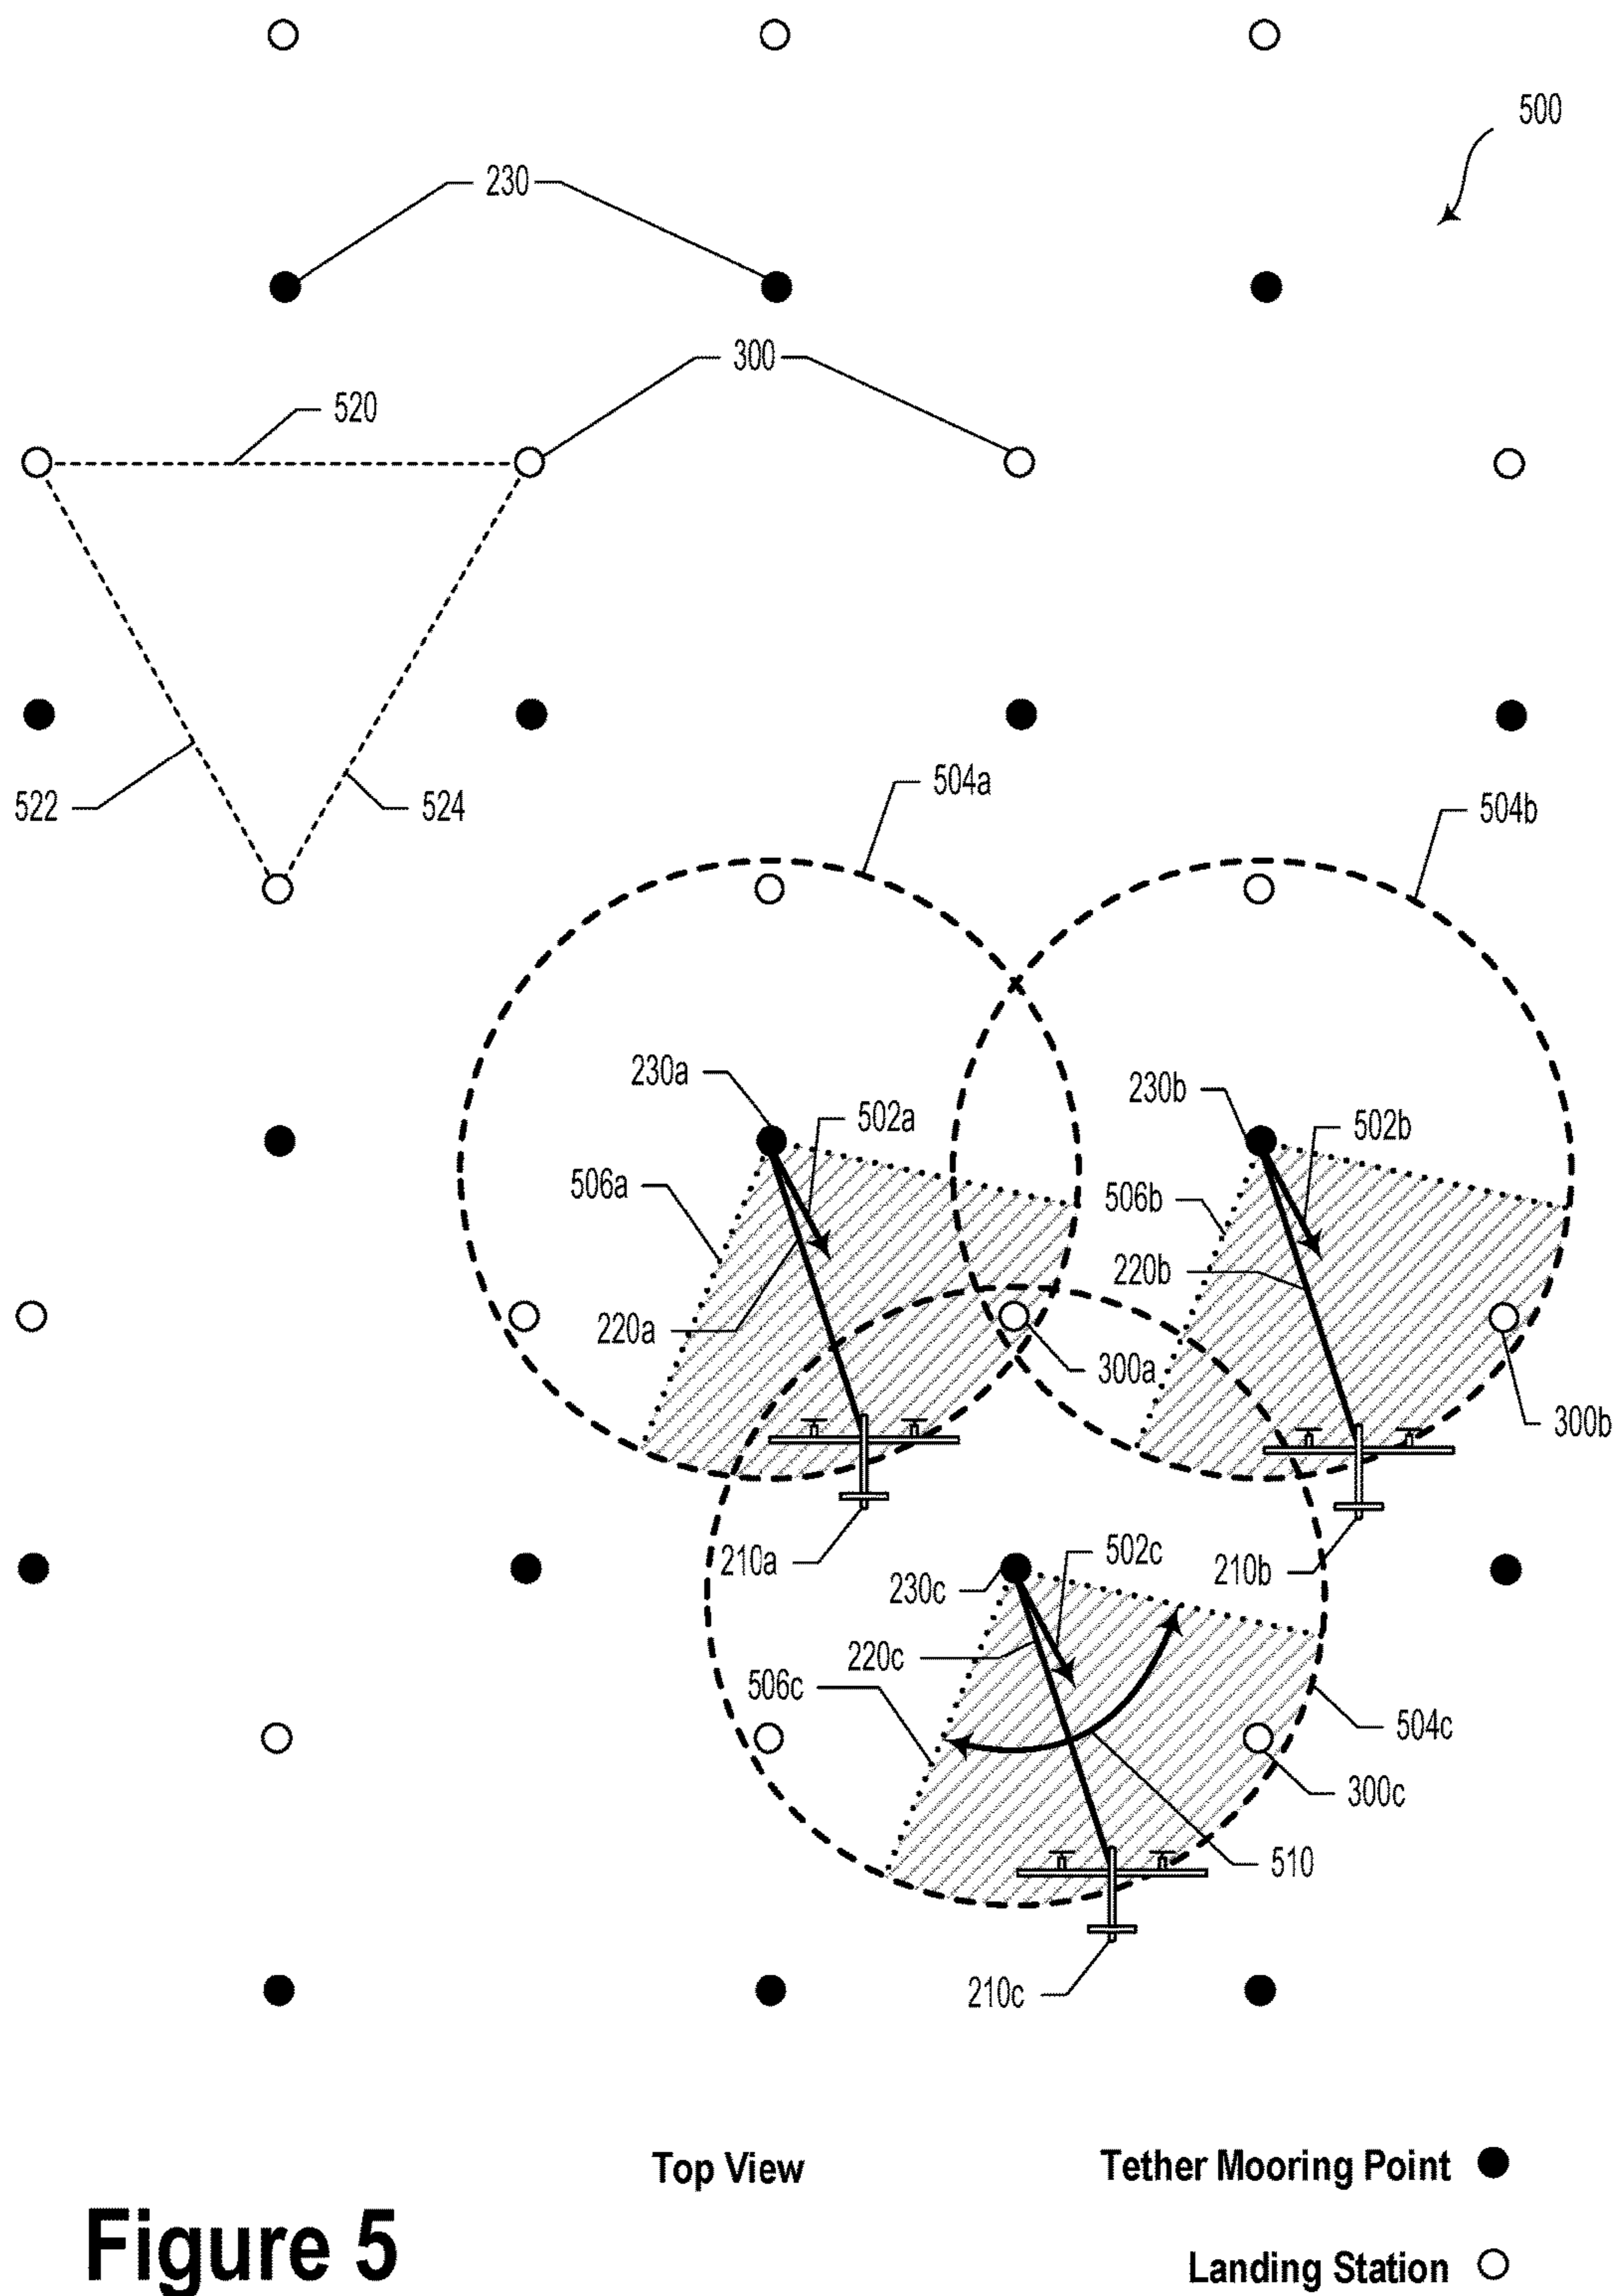 500
230
300
520
522
524
504a
504b
230a
502a
230b
502b
506a
506b
220a
220b
300a
300b
210a
502c
210b
230c
220c
506c
504c
300c
510
210c
Top View
Tether Mooring Point
Figure 5
Landing Station